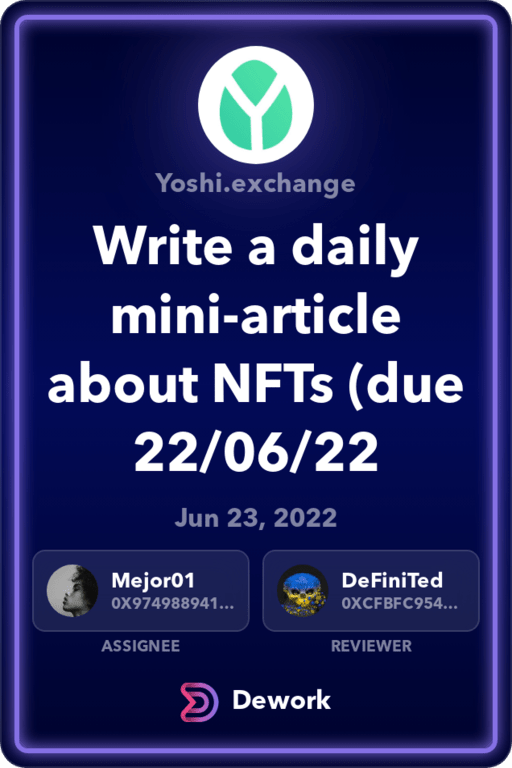 Yoshi.exchange
Write a daily
mini-article
about NFTs (due
22/06/22
Jun 23, 2022
Mejor01
0X974988941...
ASSIGNEE
DeFiniTed
0XCFBFC954...
REVIEWER
Dework